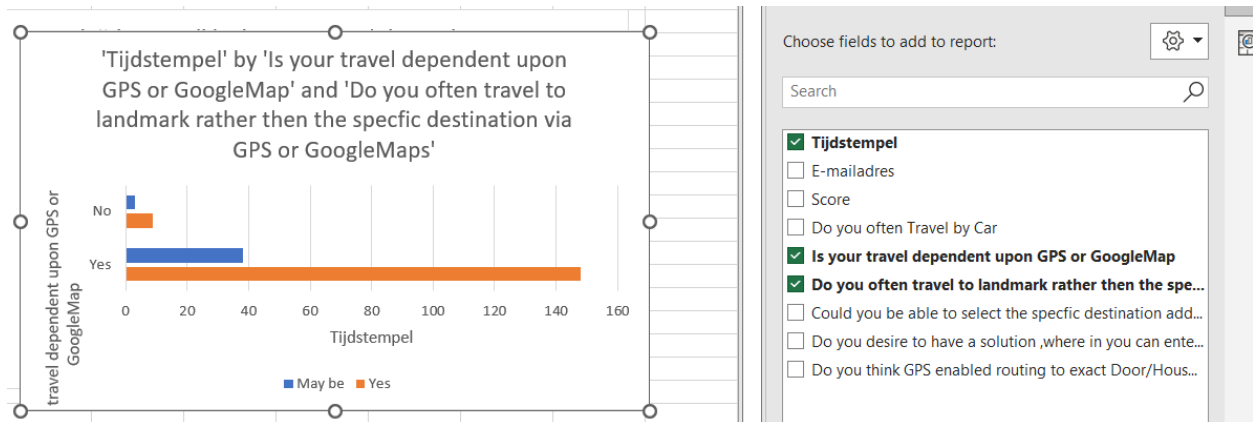 'Tijdstempel' by 'Is your travel dependent upon
GPS or GoogleMap' and 'Do you often travel to
landmark rather then the specfic destination via
GPS or GoogleMaps'
travel dependent upon GPS or
GoogleMap
No
Yes
0 20 40 60 80 100 120 140 160
Tijdstempel
May be Yes
Choose fields to add to report:
Search
Tijdstempel
E-mailadres
Score
Do you often Travel by Car
Is your travel dependent upon GPS or GoogleMap
Do you often travel to landmark rather then the spe...
Could you be able to select the specfic destination add...
Do you desire to have a solution ,where in you can ente...
Do you think GPS enabled routing to exact Door/Hous...